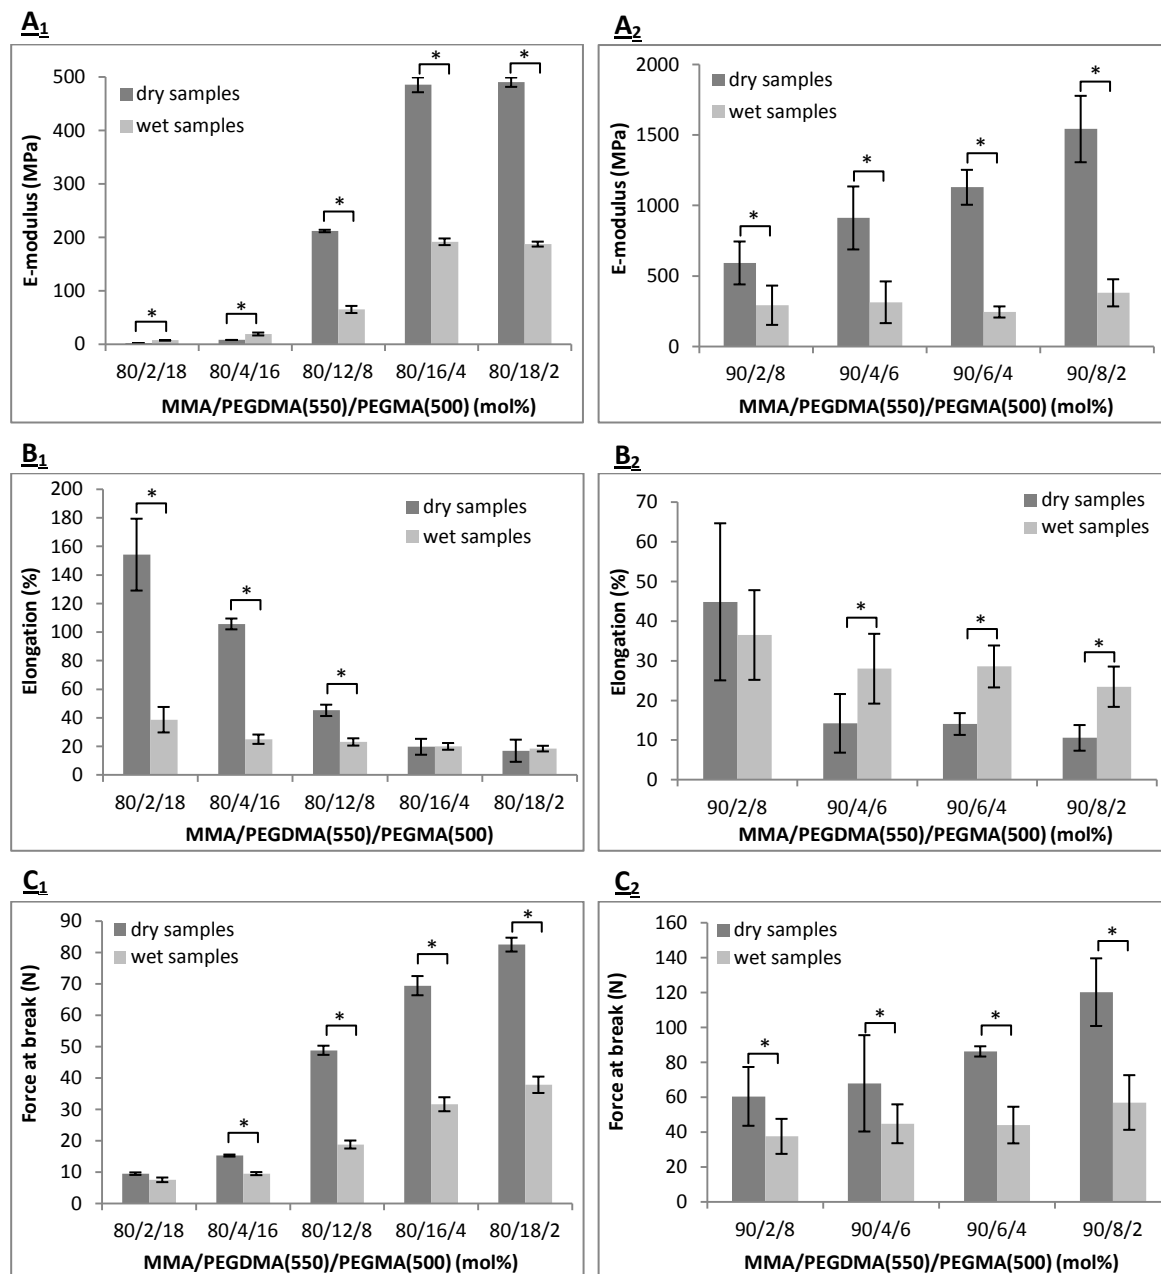 A1
500
400
300
200
100
0
E-modulus (MPa)
dry samples
wet samples
*
*
*
*
*
80/2/18 80/4/16 80/12/8 80/16/4 80/18/2
MMA/PEGDMA(550)/PEGMA(500) (mol%)
A2
2000
1500
1000
500
0
E-modulus (MPa)
dry samples
wet samples
*
*
*
*
90/2/8 90/4/6 90/6/4 90/8/2
MMA/PEGDMA(550)/PEGMA(500) (mol%)
B1
200
180
160
140
120
100
80
60
40
20
0
Elongation (%)
dry samples
wet samples
*
*
*
80/2/18 80/4/16 80/12/8 80/16/4 80/18/2
MMA/PEGDMA(550)/PEGMA(500)
B2
70
60
50
40
30
20
10
0
Elongation (%)
dry samples
wet samples
*
*
*
90/2/8 90/4/6 90/6/4 90/8/2
MMA/PEGDMA(550)/PEGMA(500) (mol%)
C1
90
80
70
60
50
40
30
20
10
0
Force at break (N)
dry samples
wet samples
*
*
*
*
80/2/18 80/4/16 80/12/8 80/16/4 80/18/2
MMA/PEGDMA(550)/PEGMA(500) (mol%)
C2
160
140
120
100
80
60
40
20
0
Force at break (N)
dry samples
wet samples
*
*
*
*
90/2/8 90/4/6 90/6/4 90/8/2
MMA/PEGDMA(550)/PEGMA(500) (mol%)